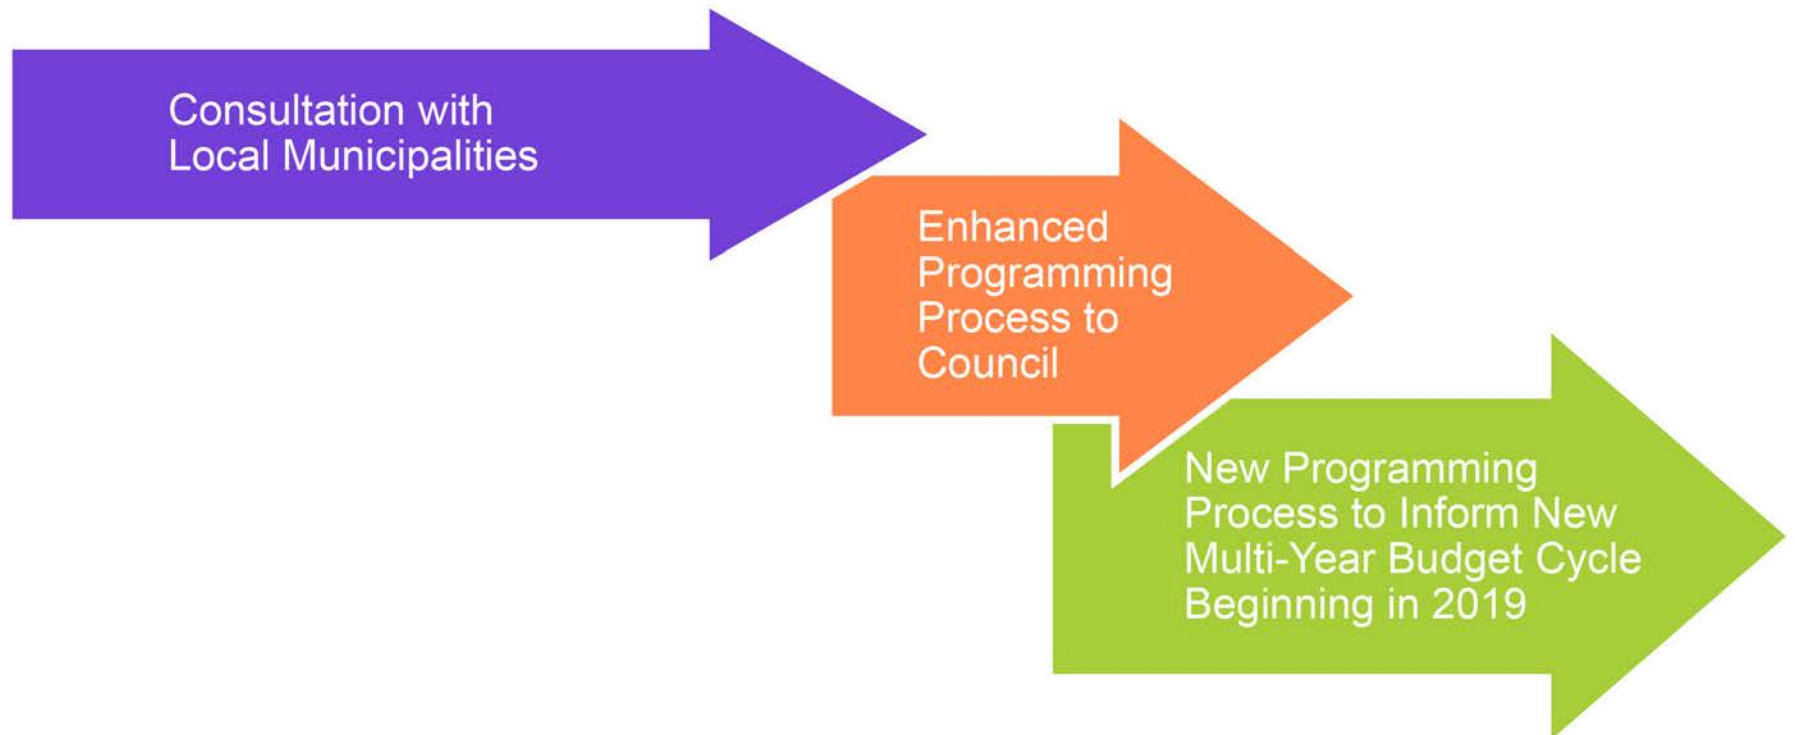 Consultation with
Local Municipalities
Enhanced
Programming
Process to
Council
New Programming
Process to Inform New
Multi-Year Budget Cycle
Beginning in 2019